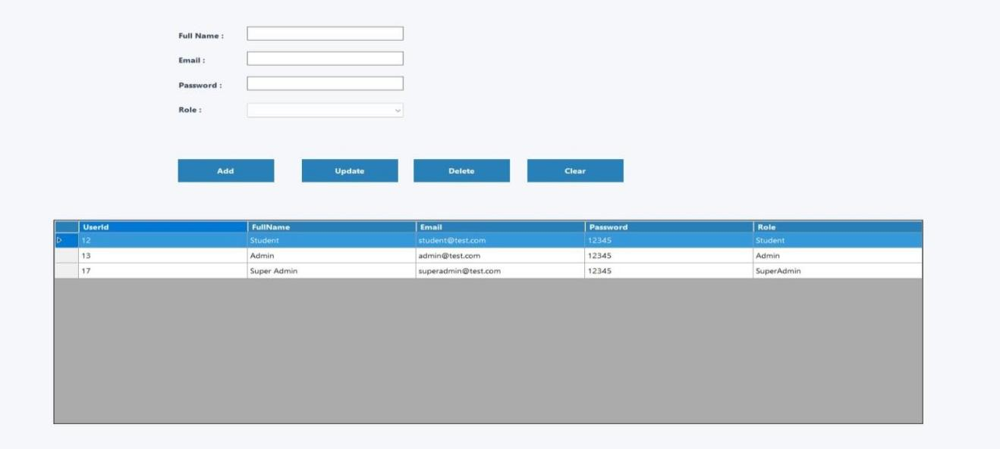 Full Name :
Email :
Password :
Role :
Add Update Delete Clear
UserId FullName Email Password Role
12 Student student@test.com 12345 Student
13 Admin admin@test.com 12345 Admin
17 Super Admin superadmin@test.com 12345 SuperAdmin